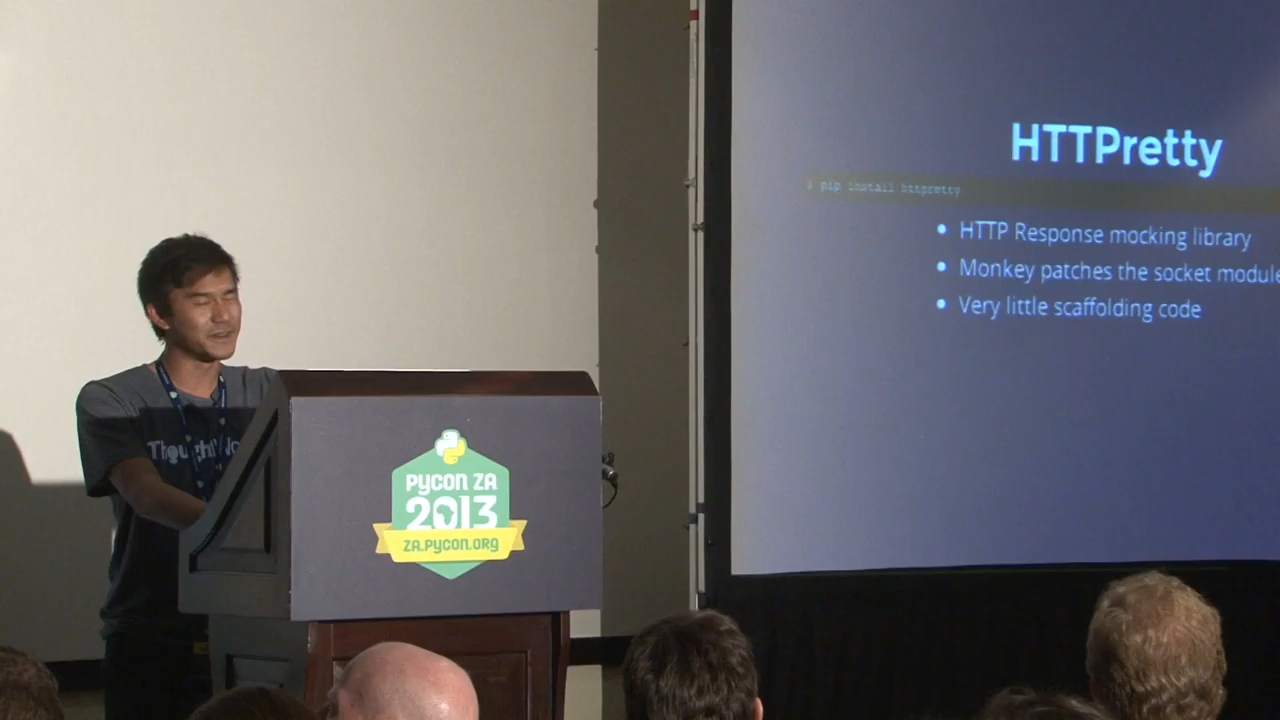 HTTPretty
$ pip install httpretty
• HTTP Response mocking library
• Monkey patches the socket module
• Very little scaffolding code
PYCON ZA
2013
ZA.PYCON.ORG